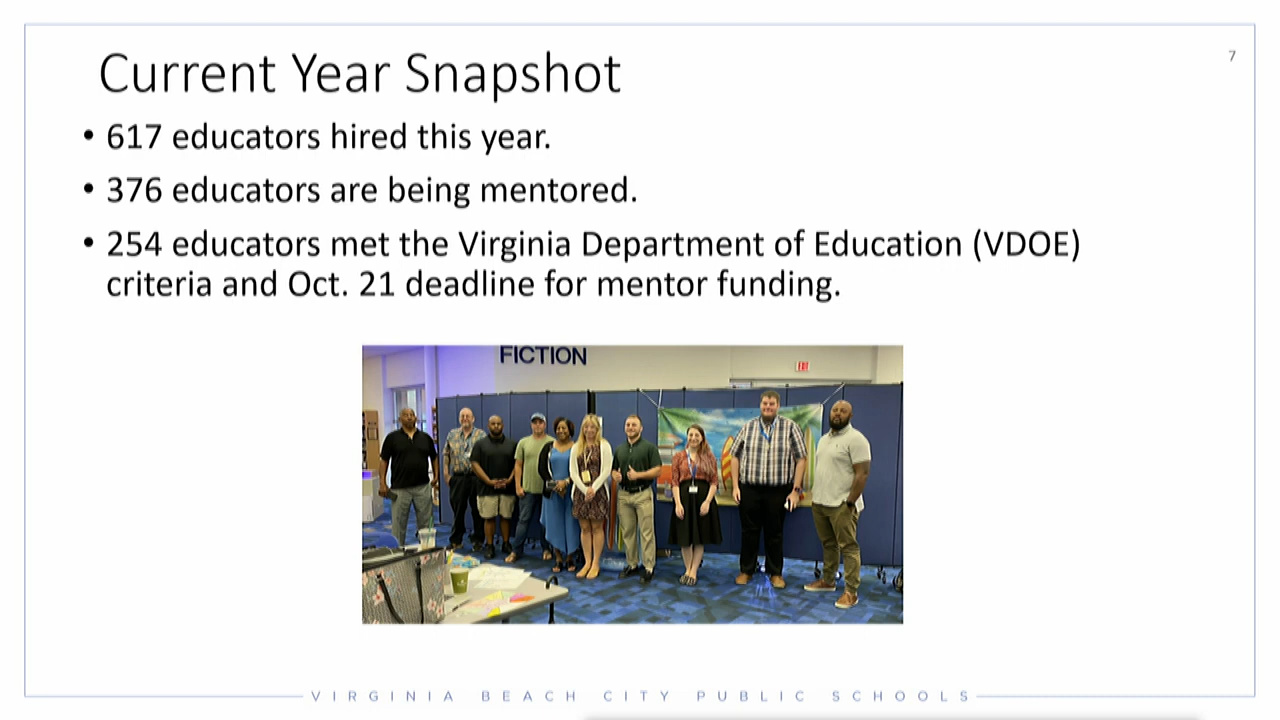 7
Current Year Snapshot
• 617 educators hired this year.
• 376 educators are being mentored.
• 254 educators met the Virginia Department of Education (VDOE)
criteria and Oct. 21 deadline for mentor funding.
FICTION
EXIT
VIRGINIA BEACH CITY PUBLIC SCHOOLS